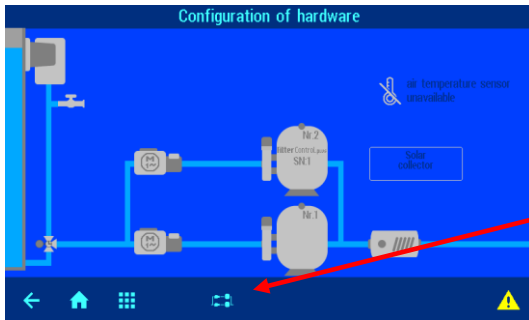 Configuration of hardware
air temperature sensor
unavailable
Nr.2
SN:1
Solar
collector
Nr.1